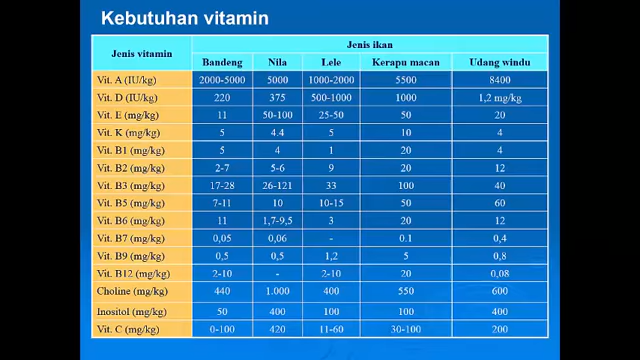 Kebutuhan vitamin
Jenis vitamin Jenis ikan
Bandeng Nila Lele Kerapu macan Udang windu
Vit. A (IU/kg) 2000-5000 5000 1000-2000 5500 8400
Vit. D (IU/kg) 220 375 500-1000 1000 1,2 mg/kg
Vit. E (mg/kg) 11 50-100 25-50 50 20
Vit. K (mg/kg) 5 4.4 5 10 4
Vit. B1 (mg/kg) 5 4 1 20 4
Vit. B2 (mg/kg) 2-7 5-6 9 20 12
Vit. B3 (mg/kg) 17-28 26-121 33 100 40
Vit. B5 (mg/kg) 7-11 10 10-15 50 60
Vit. B6 (mg/kg) 11 1,7-9,5 3 20 12
Vit. B7 (mg/kg) 0,05 0,06 - 0.1 0,4
Vit. B9 (mg/kg) 0,5 0,5 1,2 5 0,8
Vit. B12 (mg/kg) 2-10 - 2-10 20 0,08
Choline (mg/kg) 440 1.000 400 550 600
Inositol (mg/kg) 50 400 100 100 400
Vit. C (mg/kg) 0-100 420 11-60 30-100 200